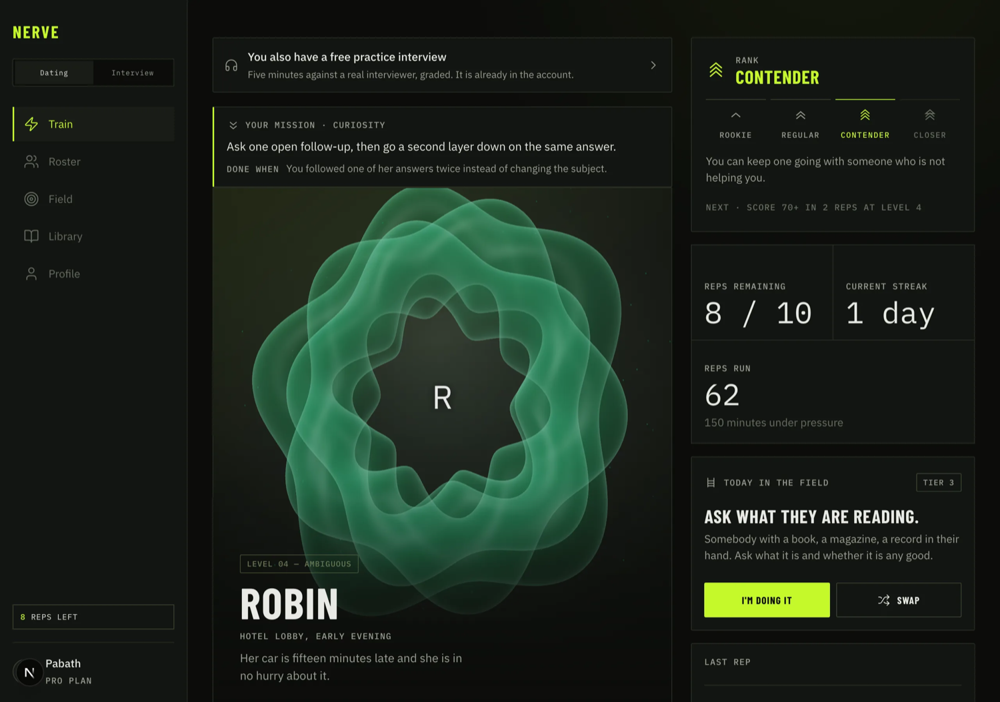 NERVE
Dating
Interview
Train
Roster
Field
Library
Profile
8 REPS LEFT
N
Pabath
PRO PLAN
You also have a free practice interview
Five minutes against a real interviewer, graded. It is already in the account.
YOUR MISSION · CURIOSITY
Ask one open follow-up, then go a second layer down on the same answer.
DONE WHEN You followed one of her answers twice instead of changing the subject.
R
LEVEL 04 — AMBIGUOUS
ROBIN
HOTEL LOBBY, EARLY EVENING
Her car is fifteen minutes late and she is in
no hurry about it.
RANK
CONTENDER
ROOKIE
REGULAR
CONTENDER
CLOSER
You can keep one going with someone who is not
helping you.
NEXT · SCORE 70+ IN 2 REPS AT LEVEL 4
REPS REMAINING
8 / 10
CURRENT STREAK
1 day
REPS RUN
62
150 minutes under pressure
TODAY IN THE FIELD
TIER 3
ASK WHAT THEY ARE READING.
Somebody with a book, a magazine, a record in their
hand. Ask what it is and whether it is any good.
I'M DOING IT
SWAP
LAST REP